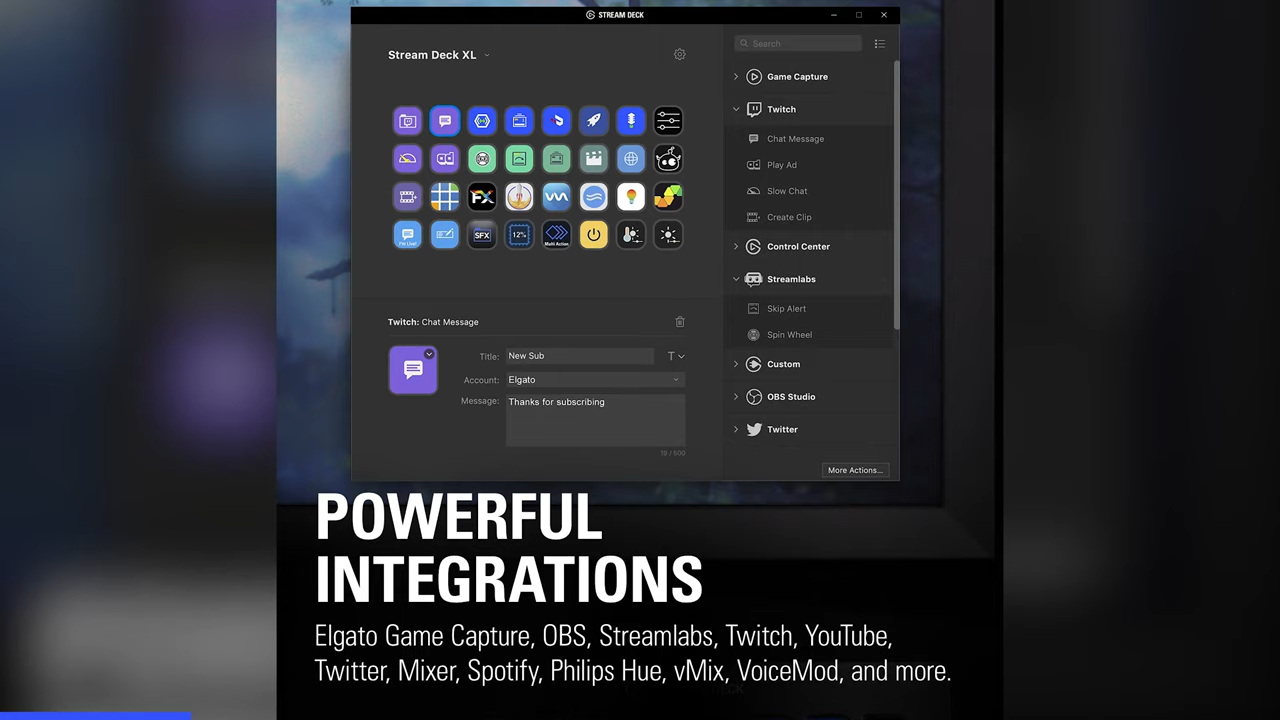 STREAM DECK
Stream Deck XL
Search
Game Capture
Twitch
Chat Message
Play Ad
Slow Chat
Create Clip
Control Center
Streamlabs
Skip Alert
Spin Wheel
Custom
OBS Studio
Twitter
More Actions...
FX
I'm Live!
SFX
12%
Multi Action
Twitch: Chat Message
Title: New Sub
T
Account: Elgato
Message: Thanks for subscribing
19 / 500
POWERFUL
INTEGRATIONS
Elgato Game Capture, OBS, Streamlabs, Twitch, YouTube,
Twitter, Mixer, Spotify, Philips Hue, vMix, VoiceMod, and more.